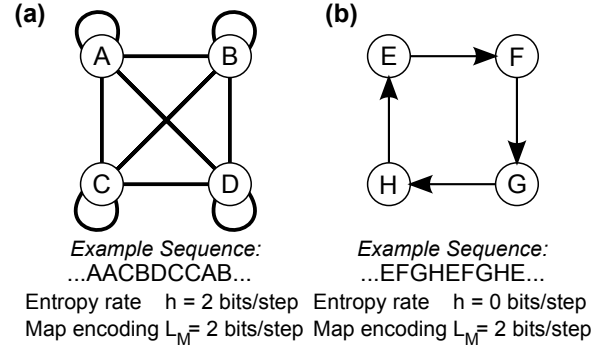 (a)
A
B
C
D
Example Sequence:
...AACBDCCAB...
Entropy rate h = 2 bits/step
Map encoding L_M = 2 bits/step
(b)
E
F
H
G
Example Sequence:
...EFGHEFGHE...
Entropy rate h = 0 bits/step
Map encoding L_M = 2 bits/step